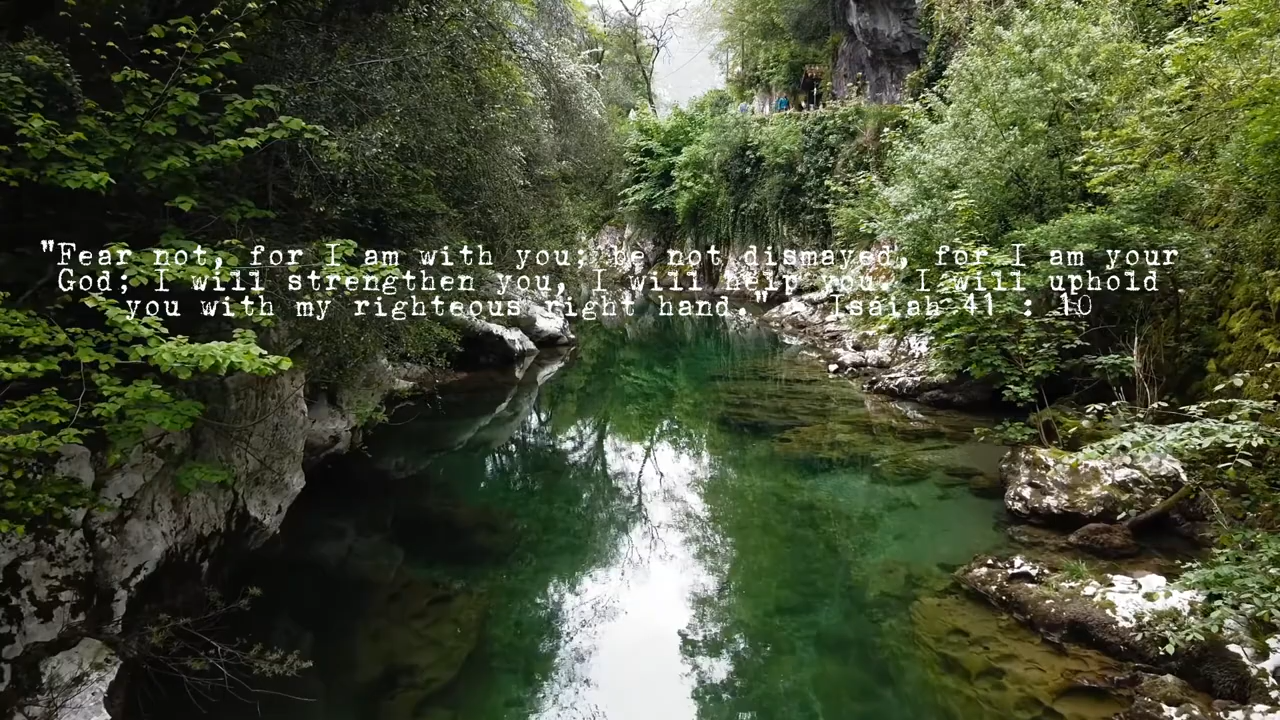 "Fear not, for I am with you; be not dismayed, for I am your
God; I will strengthen you, I will help you, I will uphold
you with my righteous right hand." - Isaiah 41 : 10